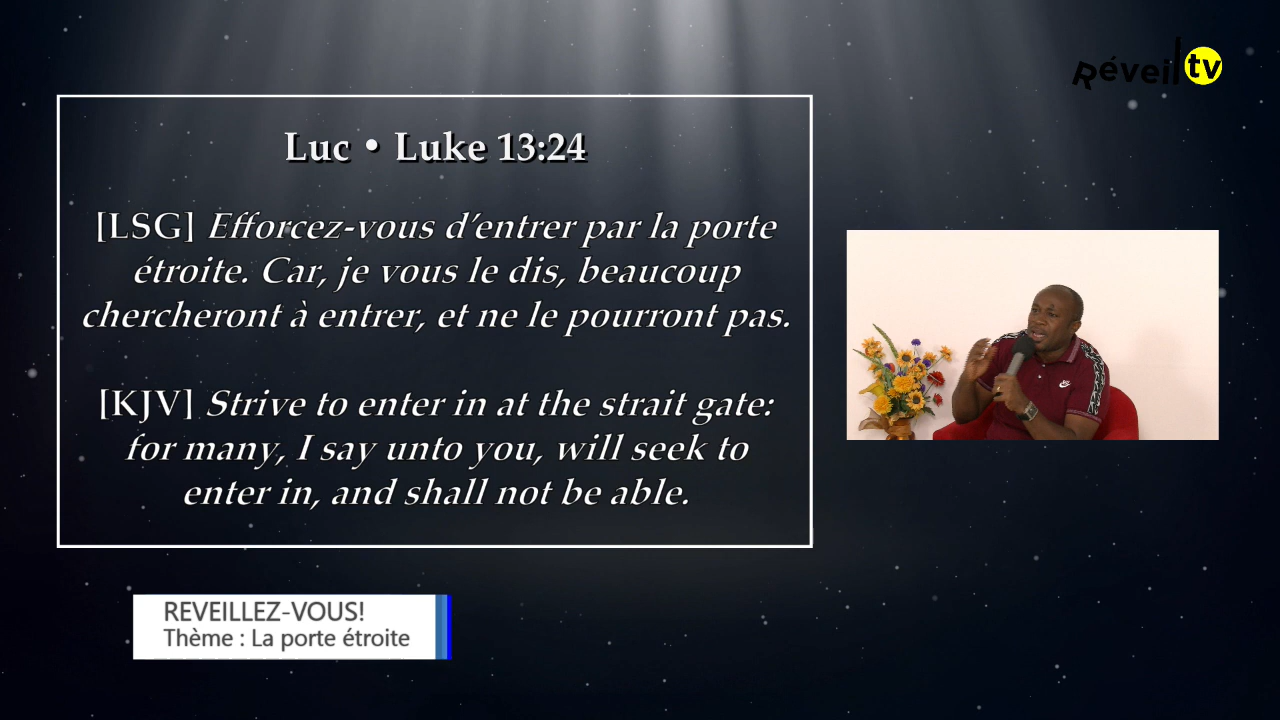 Réveil tv
Luc • Luke 13:24
[LSG] Efforcez-vous d’entrer par la porte
étroite. Car, je vous le dis, beaucoup
chercheront à entrer, et ne le pourront pas.
[KJV] Strive to enter in at the strait gate:
for many, I say unto you, will seek to
enter in, and shall not be able.
REVEILLEZ-VOUS!
Thème : La porte étroite